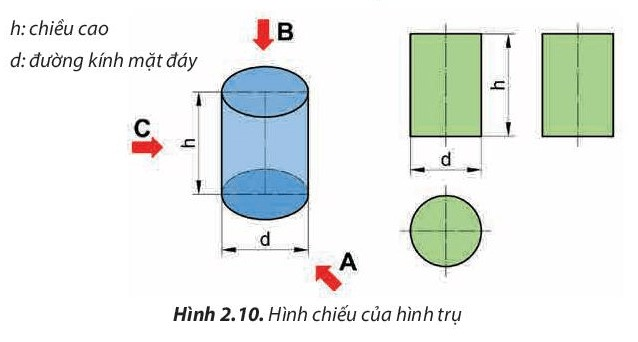 h: chiều cao
d: đường kính mặt đáy
B
C
h
d
A
h
d
Hình 2.10. Hình chiếu của hình trụ